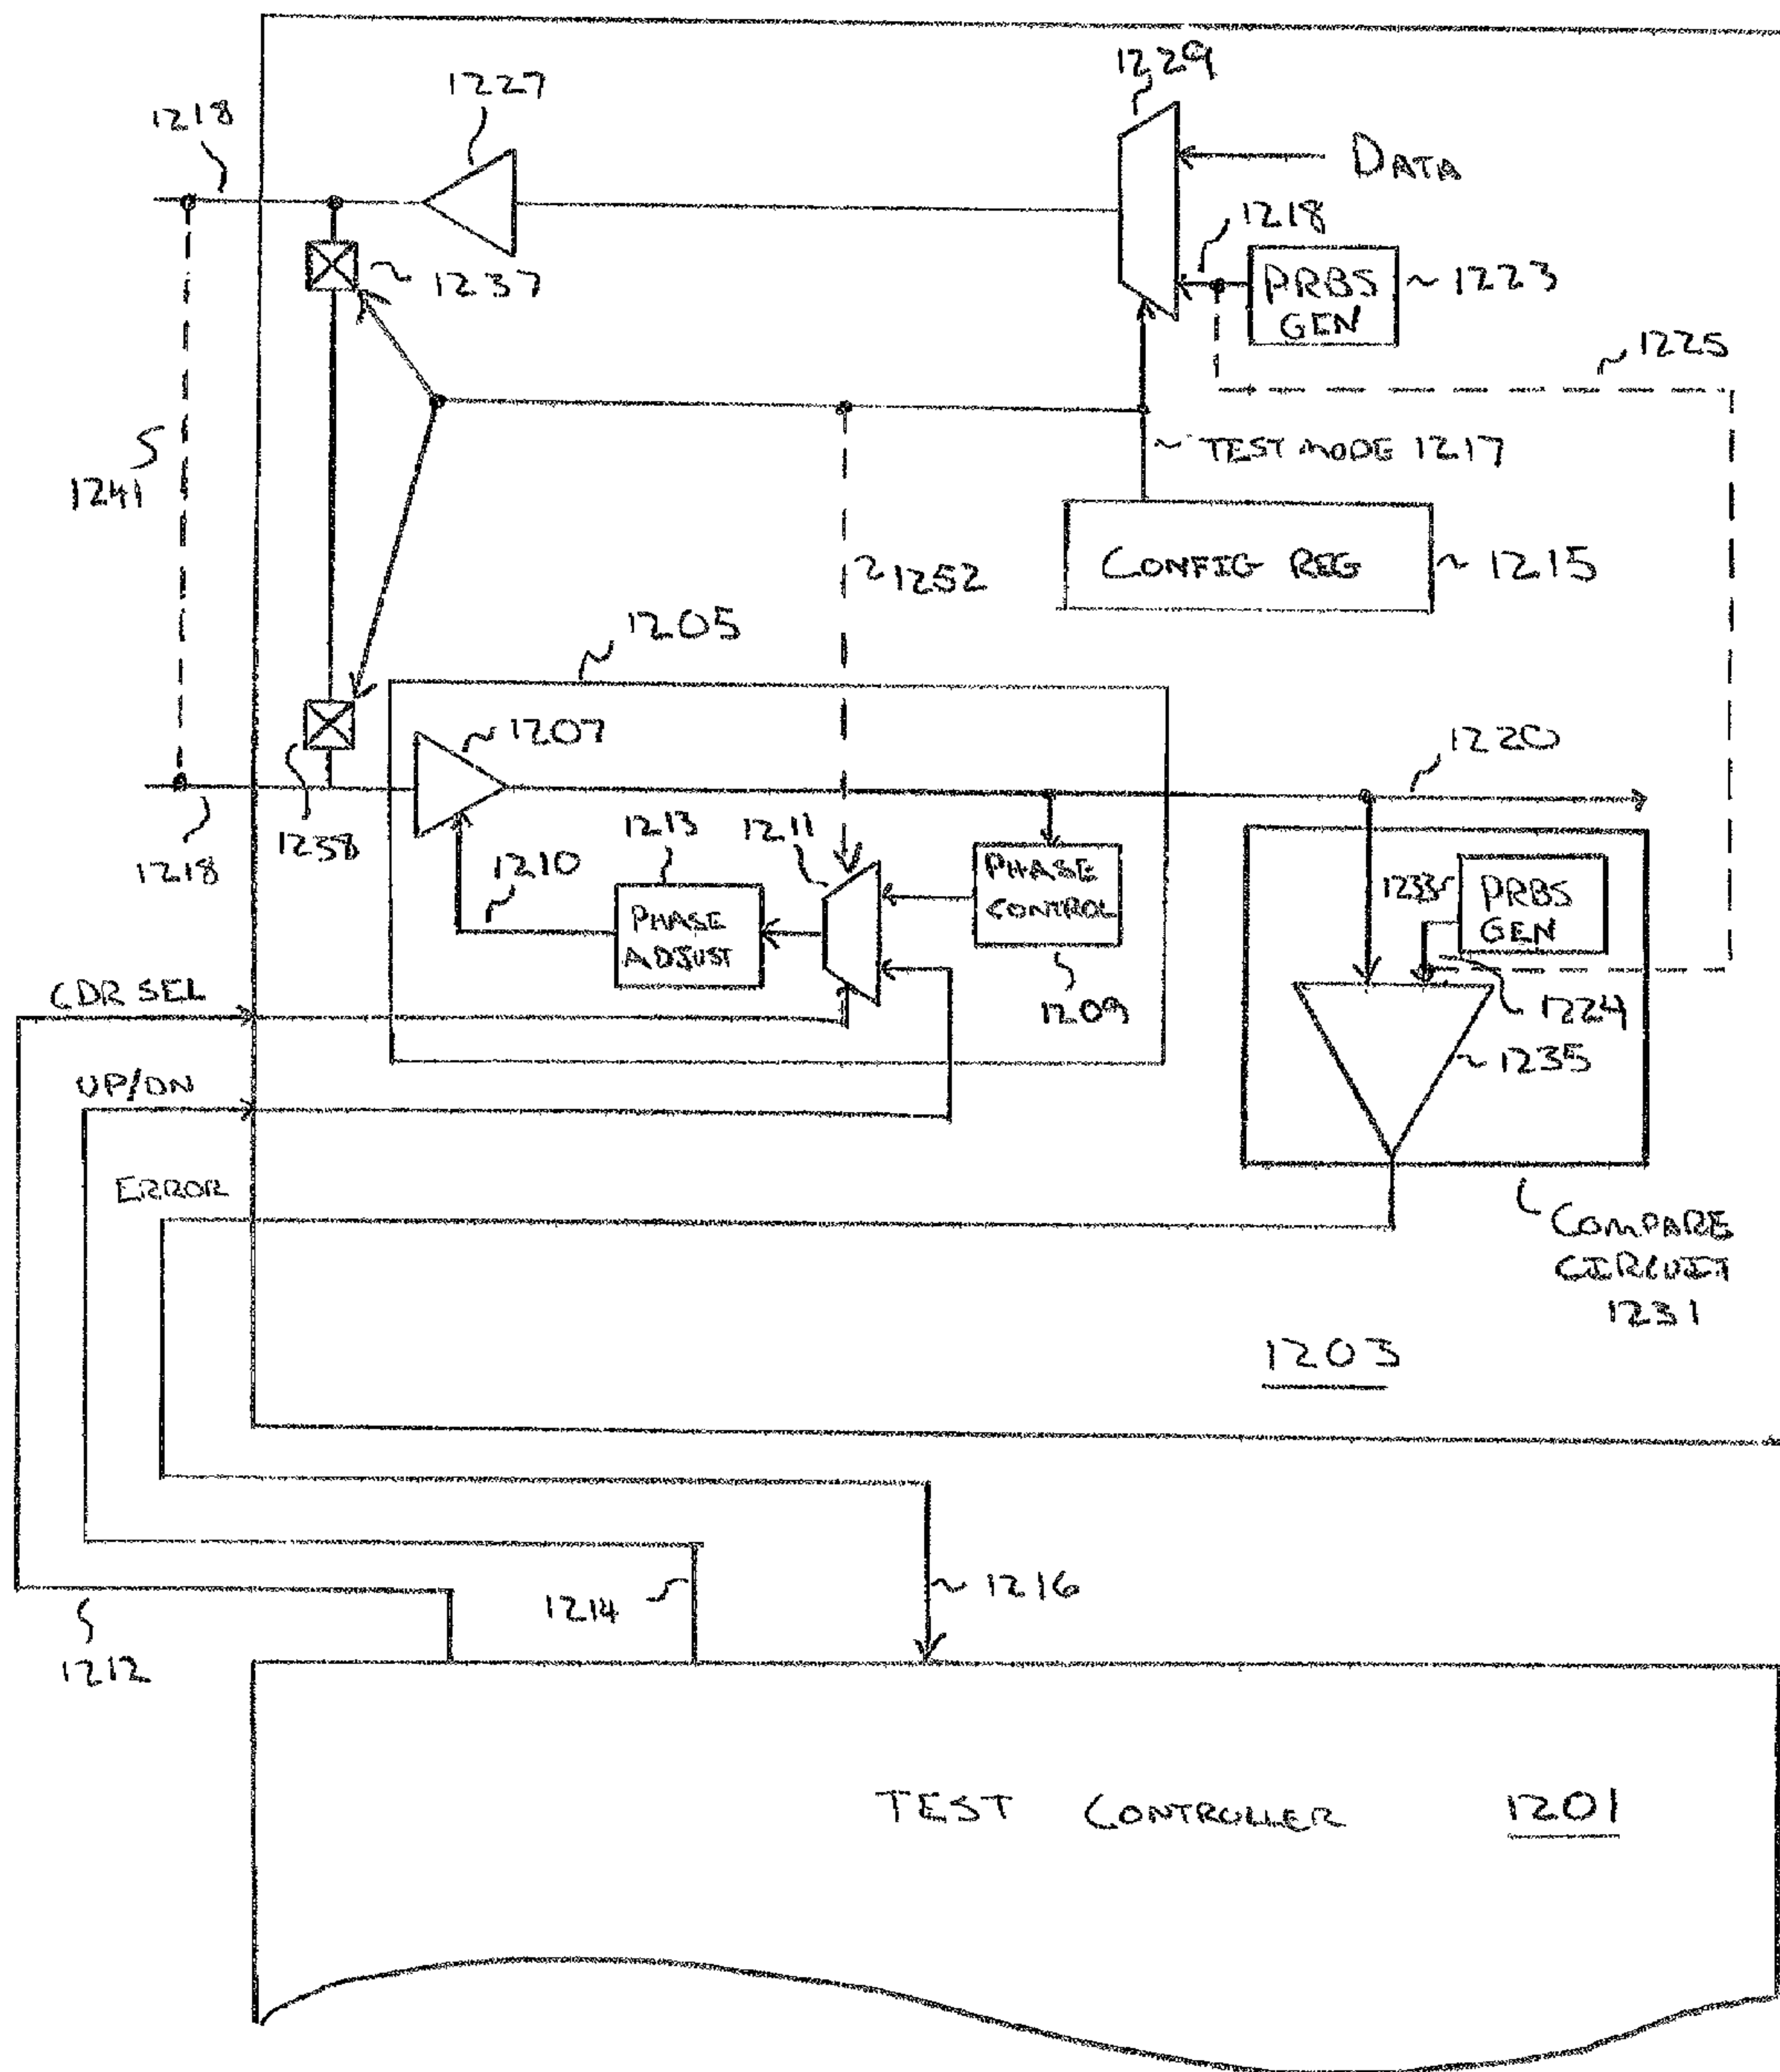 1229
1227
1218
DATA
1218
PRBS
GEN
1223
1237
1225
1241
TEST MODE 1217
CONFIG REG
1215
1252
1205
1207
1220
1238
1213
1211
PHASE
CONTROL
1233
PRBS
GEN
1218
1210
PHASE
ADJUST
CDR SEL
1209
1224
1235
UP/DN
ERROR
COMPARE
CIRCUIT
1231
1203
1214
1216
1212
TEST CONTROLLER
1201